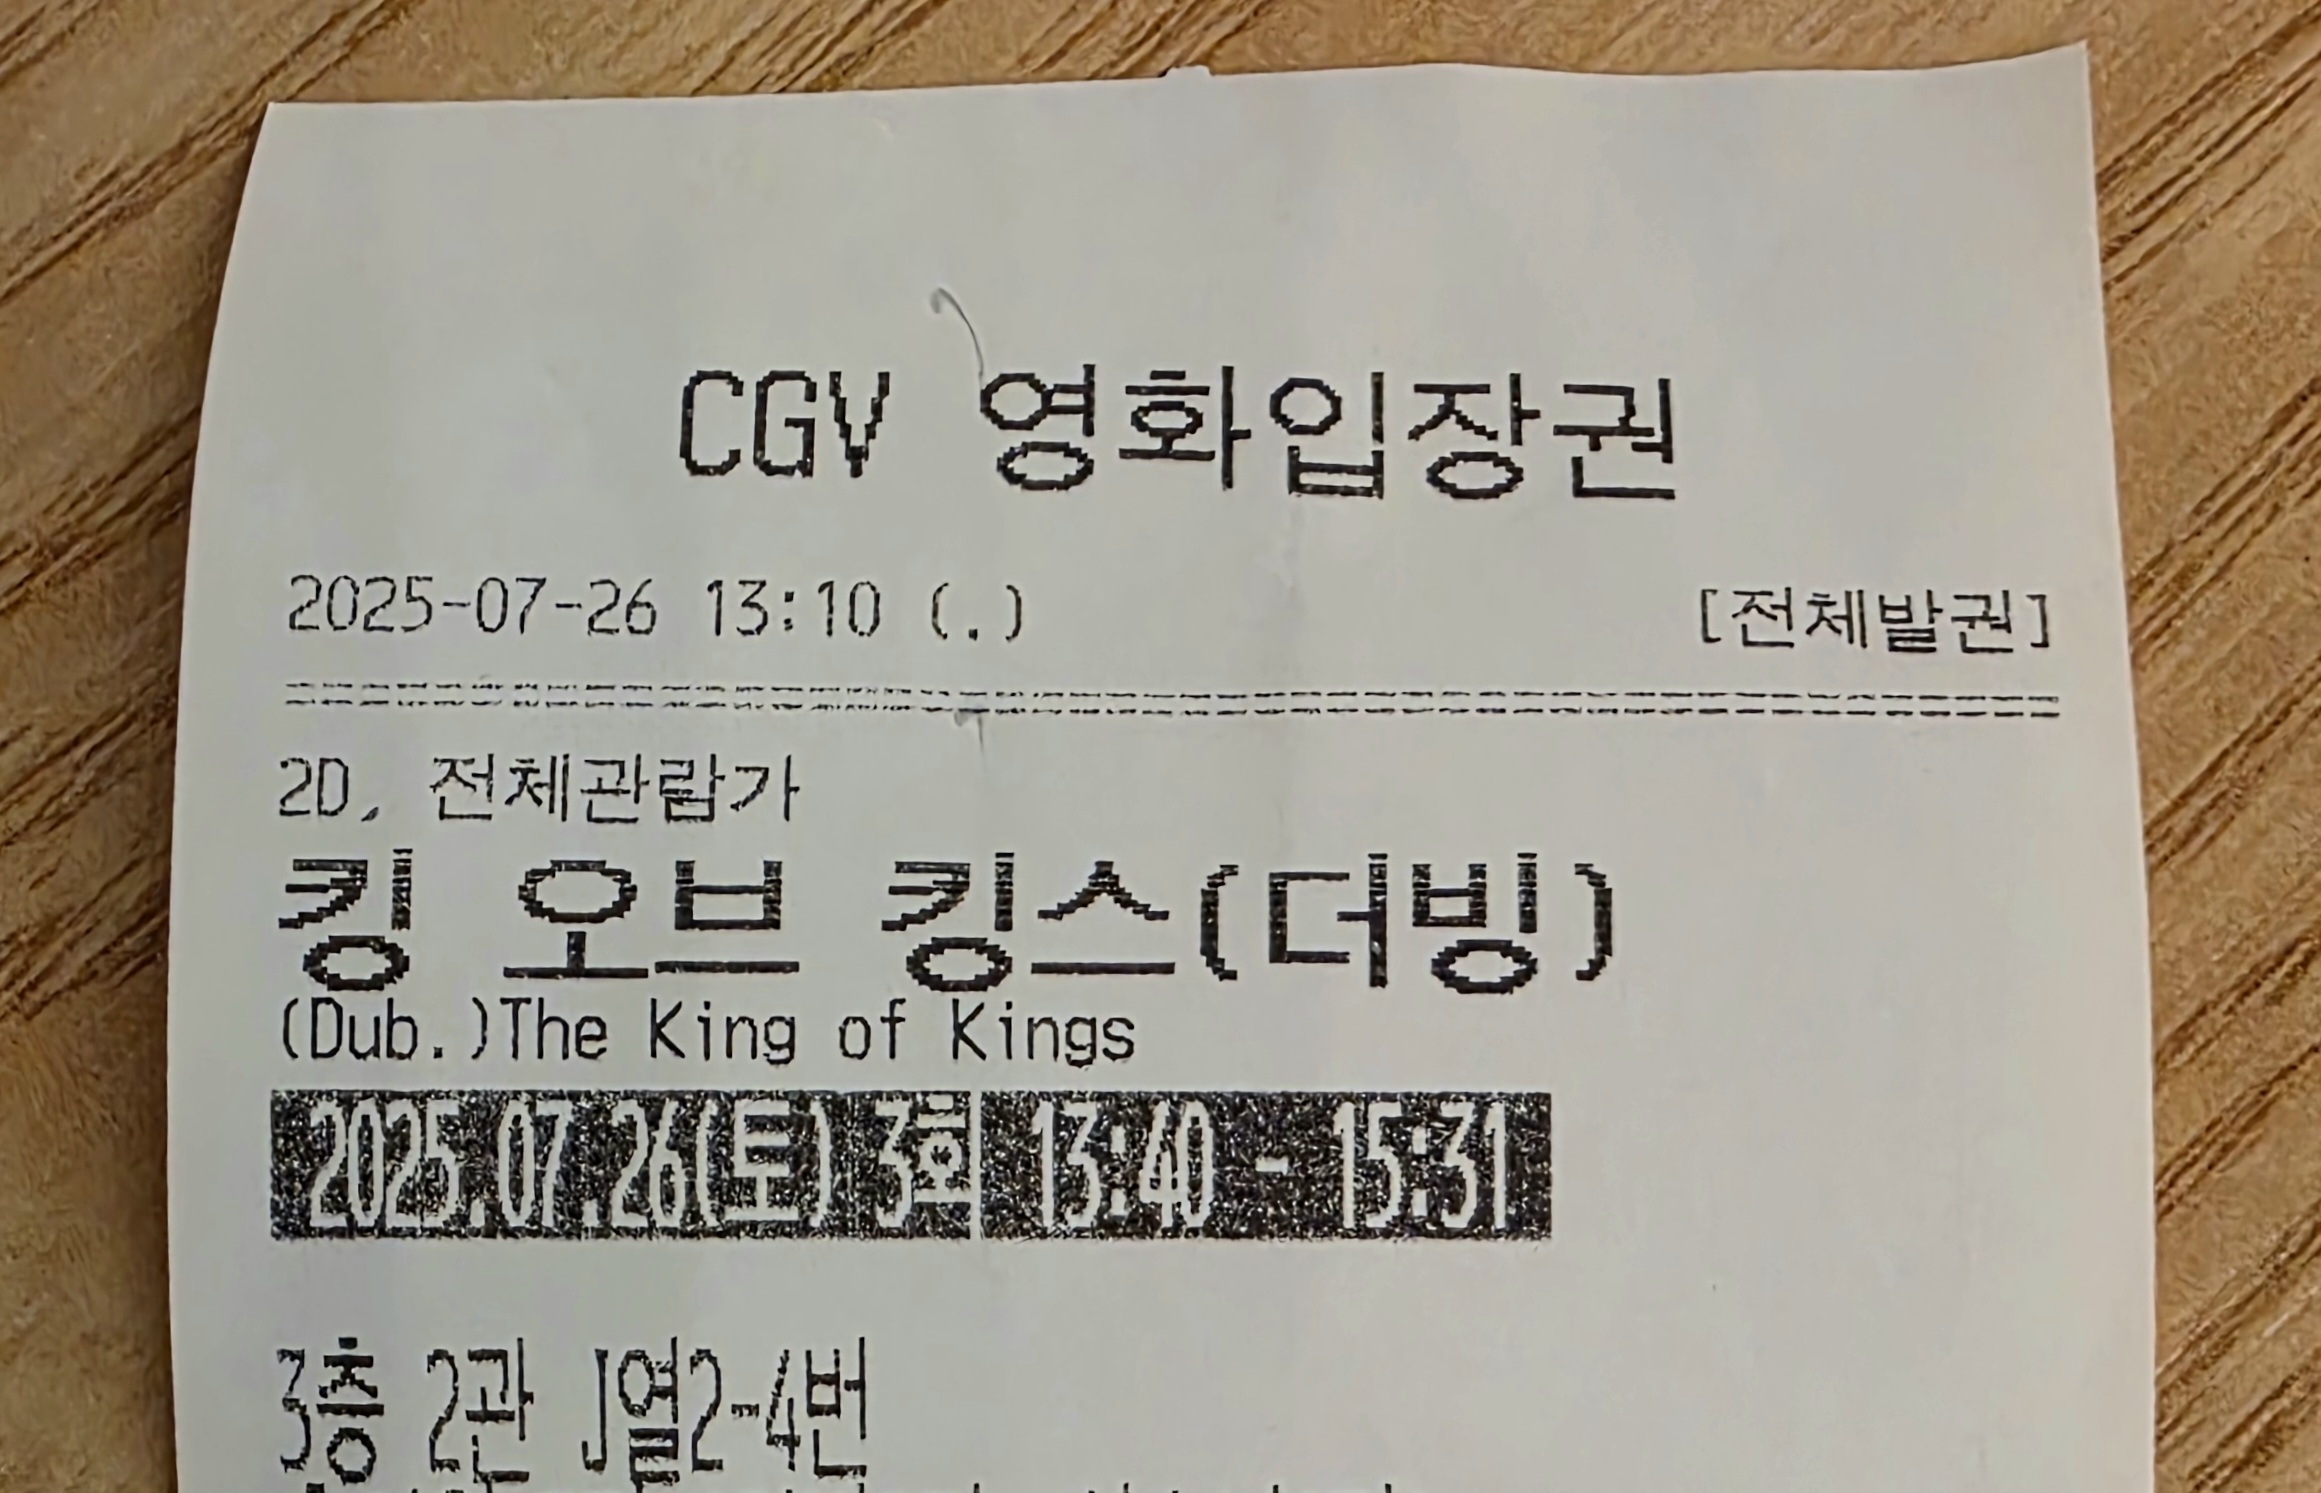 CGV 영화입장권
2025-07-26 13:10 (.) [전체발권]
2D, 전체관람가
킹 오브 킹스(더빙)
(Dub.)The King of Kings
2025.07.26(토) 3회 13:40 - 15:31
3층 2관 J열2-4번